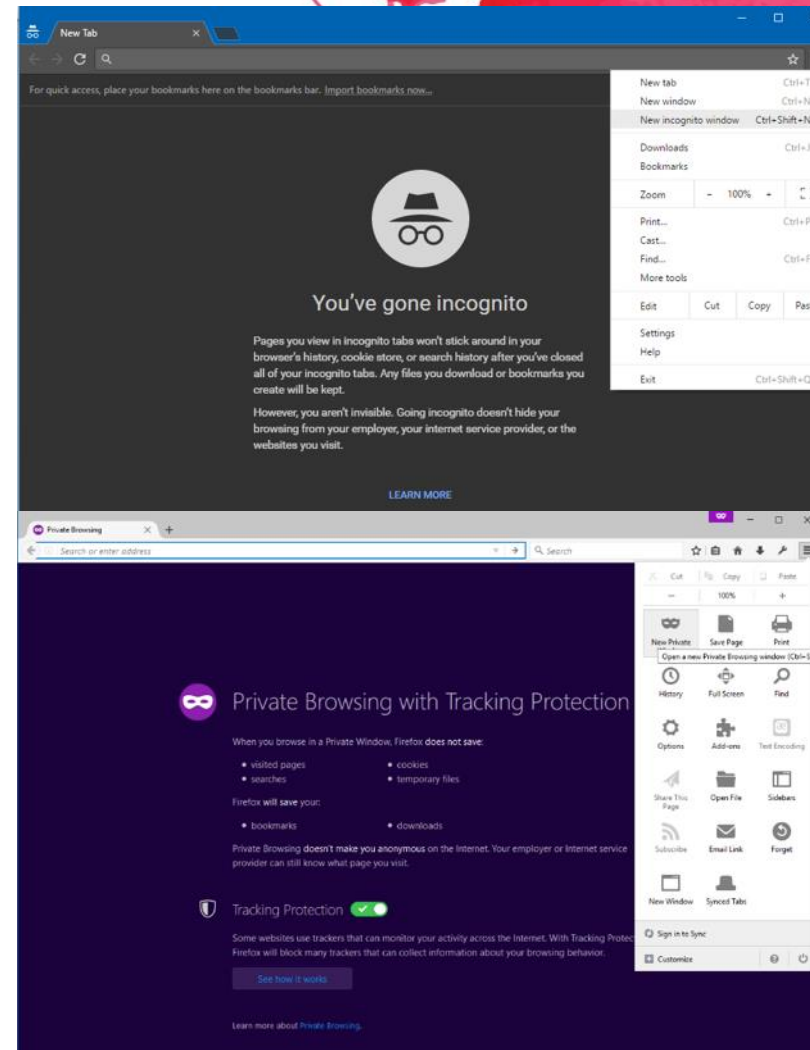 New Tab
For quick access, place your bookmarks here on the bookmarks bar. Import bookmarks now...
New tab Ctrl+T
New window Ctrl+N
New incognito window Ctrl+Shift+N
Downloads Ctrl+J
Bookmarks
Zoom - 100% +
Print... Ctrl+P
Cast...
Find... Ctrl+F
More tools
Edit Cut Copy Pas
Settings
Help
Exit Ctrl+Shift+Q
You've gone incognito
Pages you view in incognito tabs won't stick around in your
browser's history, cookie store, or search history after you've closed
all of your incognito tabs. Any files you download or bookmarks you
create will be kept.
However, you aren't invisible. Going incognito doesn't hide your
browsing from your employer, your internet service provider, or the
websites you visit.
LEARN MORE
Private Browsing
Search or enter address
Search
Cut Copy Paste
- 100% +
New Private Save Page Print
Open a new Private Browsing window (Ctrl+S
History Full Screen Find
Options Add-ons Text Encoding
Share This Open File Sidebars
Page
Subscribe Email Link Forget
New Window Synced Tabs
Sign in to Sync
Customize
Private Browsing with Tracking Protection
When you browse in a Private Window, Firefox does not save:
• visited pages • cookies
• searches • temporary files
Firefox will save your:
• bookmarks • downloads
Private Browsing doesn't make you anonymous on the Internet. Your employer or Internet service
provider can still know what page you visit.
Tracking Protection
Some websites use trackers that can monitor your activity across the Internet. With Tracking Protec
Firefox will block many trackers that can collect information about your browsing behavior.
See how it works
Learn more about Private Browsing.